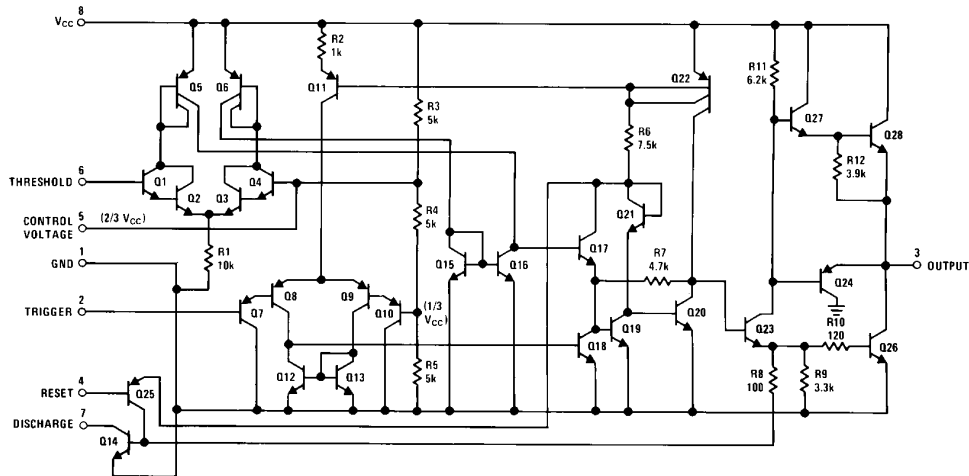 8
VCC
R2
1k
Q5
Q6
Q11
Q22
R11
6.2k
Q27
Q28
R3
5k
R6
7.5k
R12
3.9k
6
THRESHOLD
Q1
Q2
Q3
Q4
5
CONTROL
VOLTAGE
(2/3 VCC)
R4
5k
Q21
R1
10k
Q15
Q16
Q17
R7
4.7k
1
GND
3
OUTPUT
Q24
2
TRIGGER
Q7
Q8
Q9
Q10
(1/3
VCC)
Q18
Q19
Q20
Q23
R10
120
Q26
Q12
Q13
R5
5k
R8
100
R9
3.3k
4
RESET
Q25
7
DISCHARGE
Q14